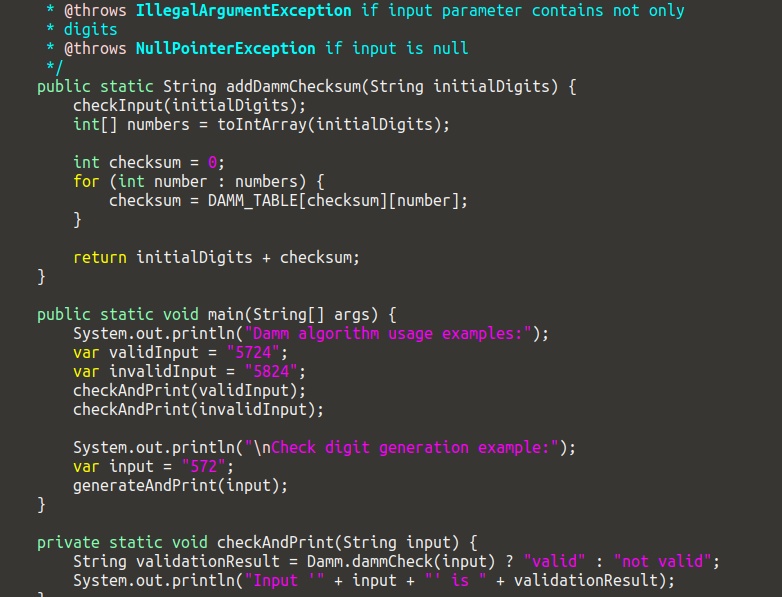 * @throws IllegalArgumentException if input parameter contains not only
     * digits
     * @throws NullPointerException if input is null
     */
    public static String addDammChecksum(String initialDigits) {
        checkInput(initialDigits);
        int[] numbers = toIntArray(initialDigits);

        int checksum = 0;
        for (int number : numbers) {
            checksum = DAMM_TABLE[checksum][number];
        }

        return initialDigits + checksum;
    }

    public static void main(String[] args) {
        System.out.println("Damm algorithm usage examples:");
        var validInput = "5724";
        var invalidInput = "5824";
        checkAndPrint(validInput);
        checkAndPrint(invalidInput);

        System.out.println("\nCheck digit generation example:");
        var input = "572";
        generateAndPrint(input);
    }

    private static void checkAndPrint(String input) {
        String validationResult = Damm.dammCheck(input) ? "valid" : "not valid";
        System.out.println("Input '" + input + "' is " + validationResult);
    }